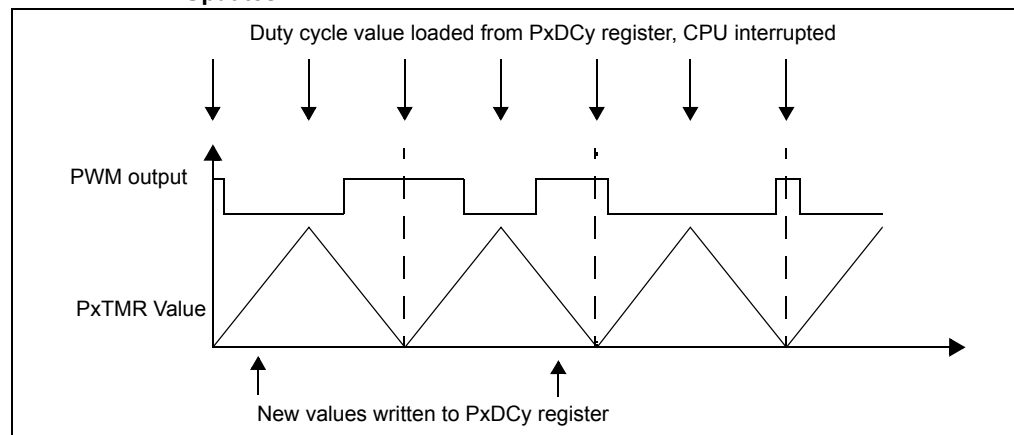 Updates
Duty cycle value loaded from PxDCy register, CPU interrupted
PWM output
PxTMR Value
New values written to PxDCy register